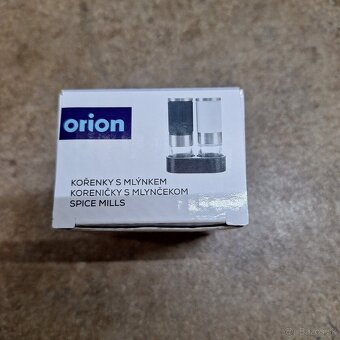 orion
KOŘENKY S MLÝNKEM
KORENIČKY S MLYNČEKOM
SPICE MILLS